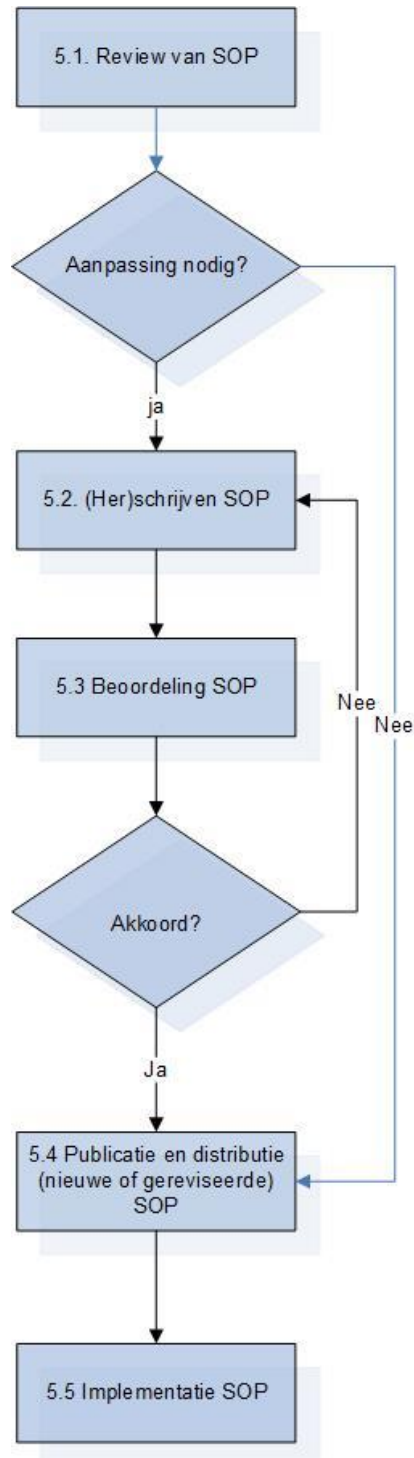 5.1. Review van SOP
Aanpassing nodig?
ja
5.2. (Her)schrijven SOP
5.3 Beoordeling SOP
Nee
Nee
Akkoord?
Ja
5.4 Publicatie en distributie
(nieuwe of gereviseerde)
SOP
5.5 Implementatie SOP